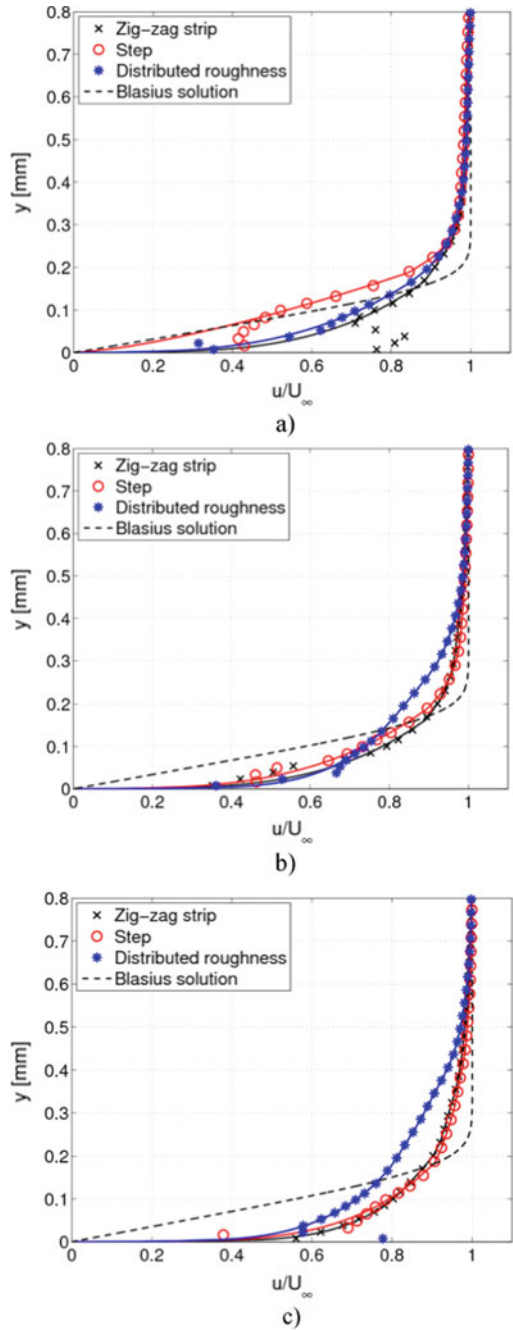 0.8
0.7
0.6
0.5
0.4
0.3
0.2
0.1
0
y [mm]
Zig-zag strip
Step
Distributed roughness
Blasius solution
0 0.2 0.4 0.6 0.8 1
u/U∞
a)
0.8
0.7
0.6
0.5
0.4
0.3
0.2
0.1
0
y [mm]
Zig-zag strip
Step
Distributed roughness
Blasius solution
0 0.2 0.4 0.6 0.8 1
u/U∞
b)
0.8
0.7
0.6
0.5
0.4
0.3
0.2
0.1
0
y [mm]
Zig-zag strip
Step
Distributed roughness
Blasius solution
0 0.2 0.4 0.6 0.8 1
u/U∞
c)